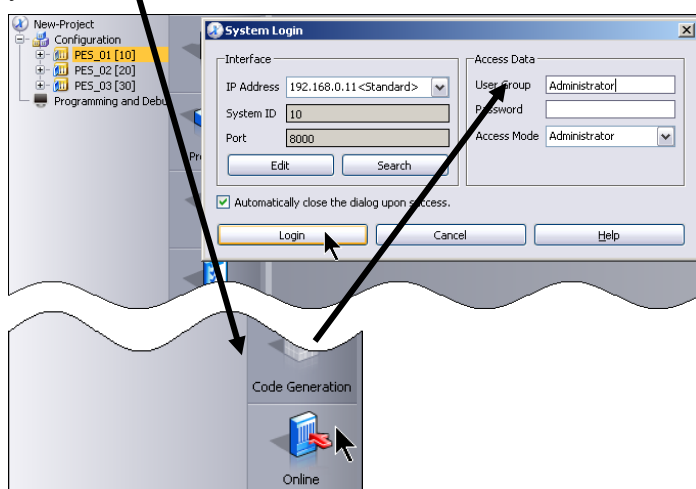 New-Project
Configuration
PES_01 [10]
PES_02 [20]
PES_03 [30]
Programming and Debu
Pr
System Login
Interface
IP Address 192.168.0.11<Standard>
System ID 10
Port 8000
Edit Search
Access Data
User Group Administrator
Password
Access Mode Administrator
Automatically close the dialog upon success.
Login Cancel Help
Code Generation
Online